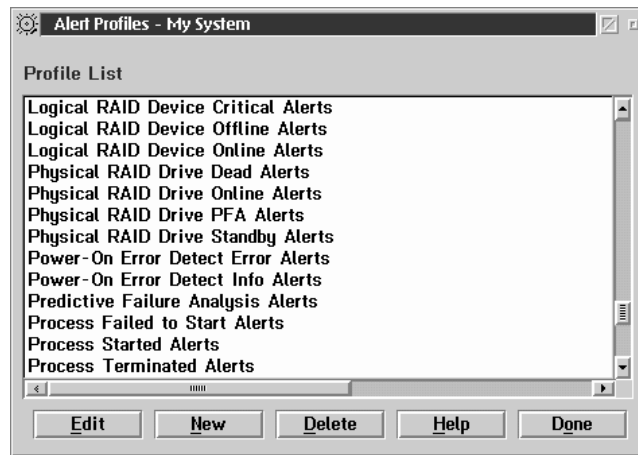 Alert Profiles - My System
Profile List
Logical RAID Device Critical Alerts
Logical RAID Device Offline Alerts
Logical RAID Device Online Alerts
Physical RAID Drive Dead Alerts
Physical RAID Drive Online Alerts
Physical RAID Drive PFA Alerts
Physical RAID Drive Standby Alerts
Power-On Error Detect Error Alerts
Power-On Error Detect Info Alerts
Predictive Failure Analysis Alerts
Process Failed to Start Alerts
Process Started Alerts
Process Terminated Alerts
Edit New Delete Help Done